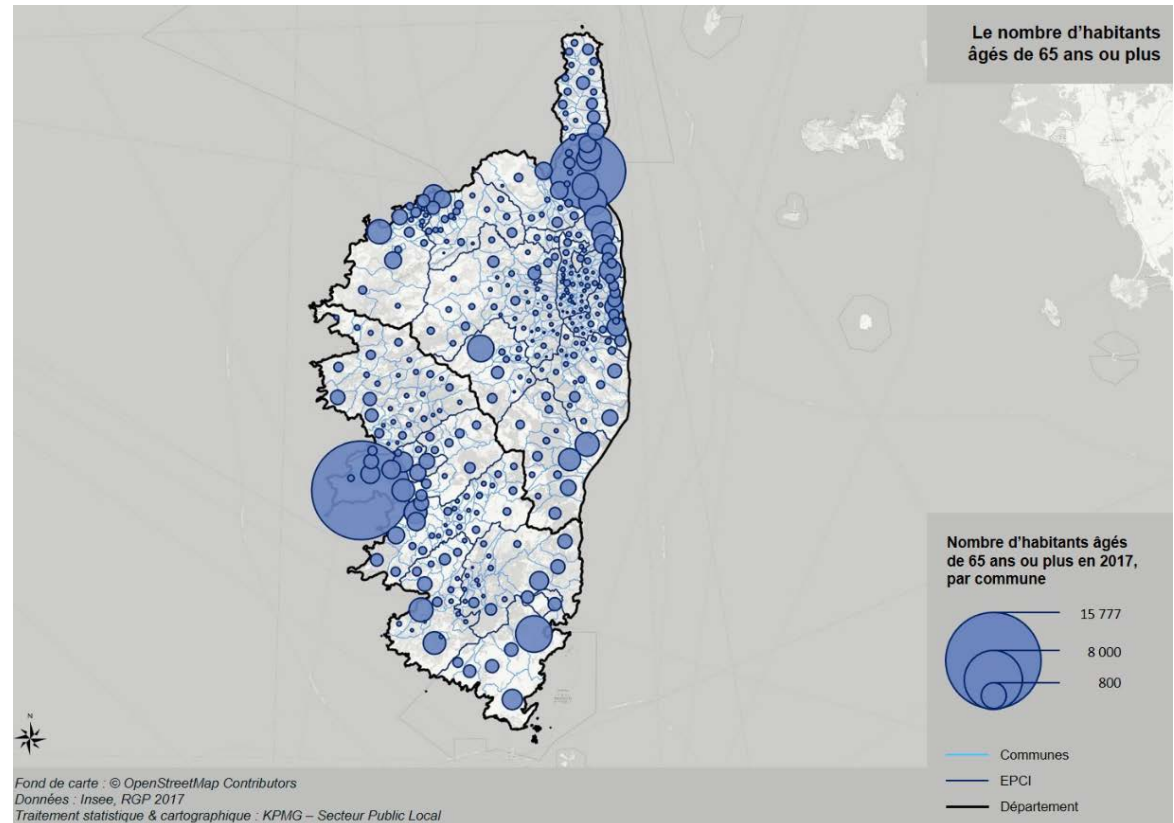 Le nombre d'habitants
âgés de 65 ans ou plus
N
Nombre d'habitants âgés
de 65 ans ou plus en 2017,
par commune
15 777
8 000
800
Communes
EPCI
Département
Fond de carte : © OpenStreetMap Contributors
Données : Insee, RGP 2017
Traitement statistique & cartographique : KPMG – Secteur Public Local